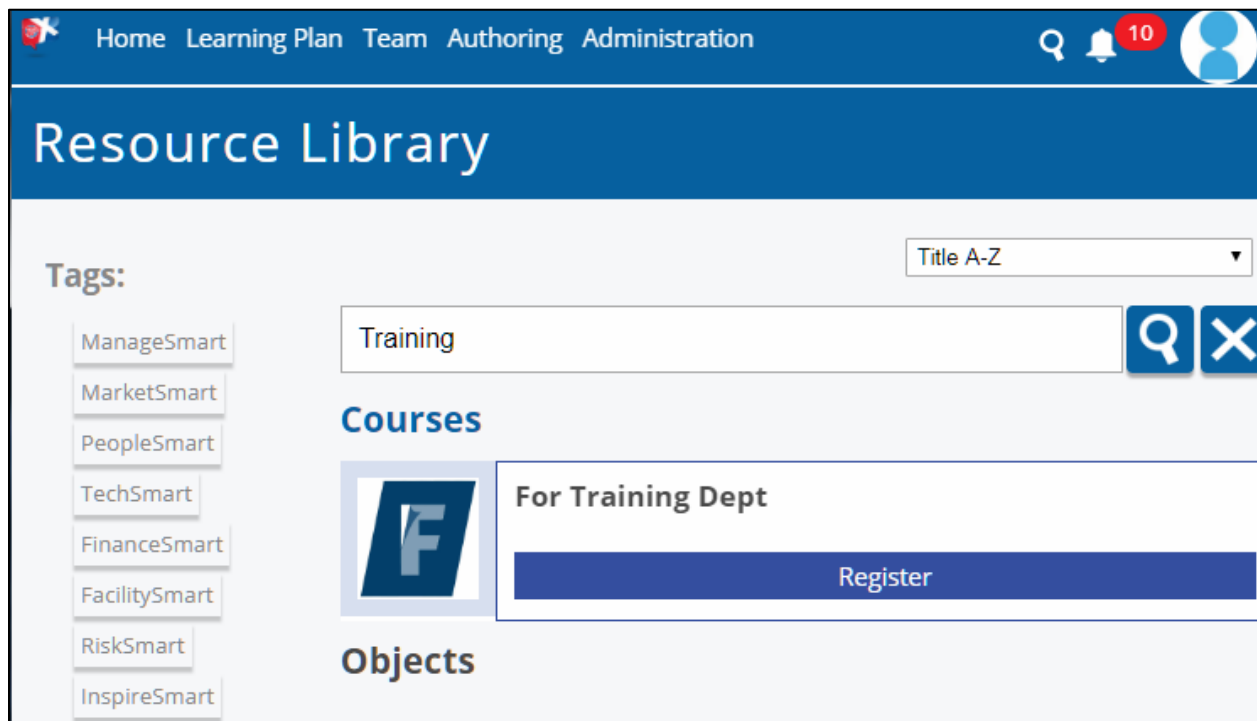 Home Learning Plan Team Authoring Administration
10
Resource Library
Title A-Z
Tags:
ManageSmart
MarketSmart
PeopleSmart
TechSmart
FinanceSmart
FacilitySmart
RiskSmart
InspireSmart
Training
Courses
F
For Training Dept
Register
Objects